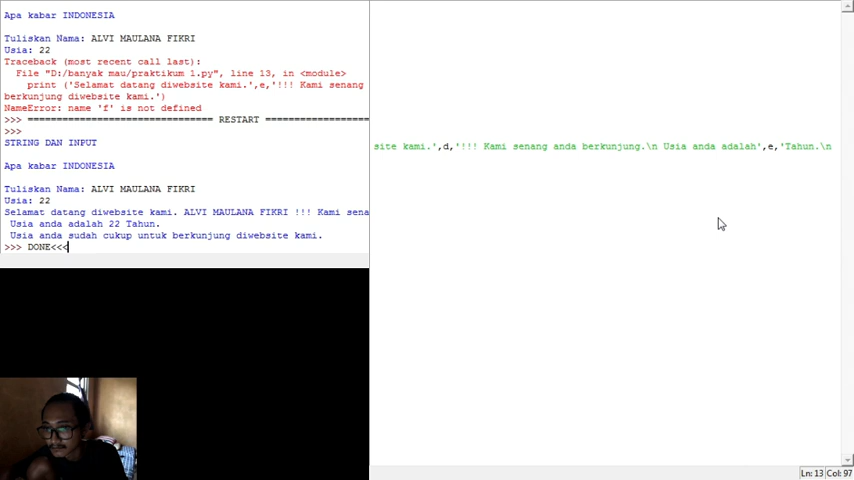 Apa kabar INDONESIA
Tuliskan Nama: ALVI MAULANA FIKRI
Usia: 22
Traceback (most recent call last):
File "D:/banyak mau/praktikum 1.py", line 13, in <module>
print ('Selamat datang diwebsite kami.',e,'!!! Kami senang
berkunjung diwebsite kami.')
NameError: name 'f' is not defined
>>> ================================ RESTART ==================
>>>
STRING DAN INPUT
Apa kabar INDONESIA
Tuliskan Nama: ALVI MAULANA FIKRI
Usia: 22
Selamat datang diwebsite kami. ALVI MAULANA FIKRI !!! Kami sena
Usia anda adalah 22 Tahun.
Usia anda sudah cukup untuk berkunjung diwebsite kami.
>>> DONE<<<
site kami.',d,'!!! Kami senang anda berkunjung.\n Usia anda adalah',e,'Tahun.\n
Ln: 13 Col: 97